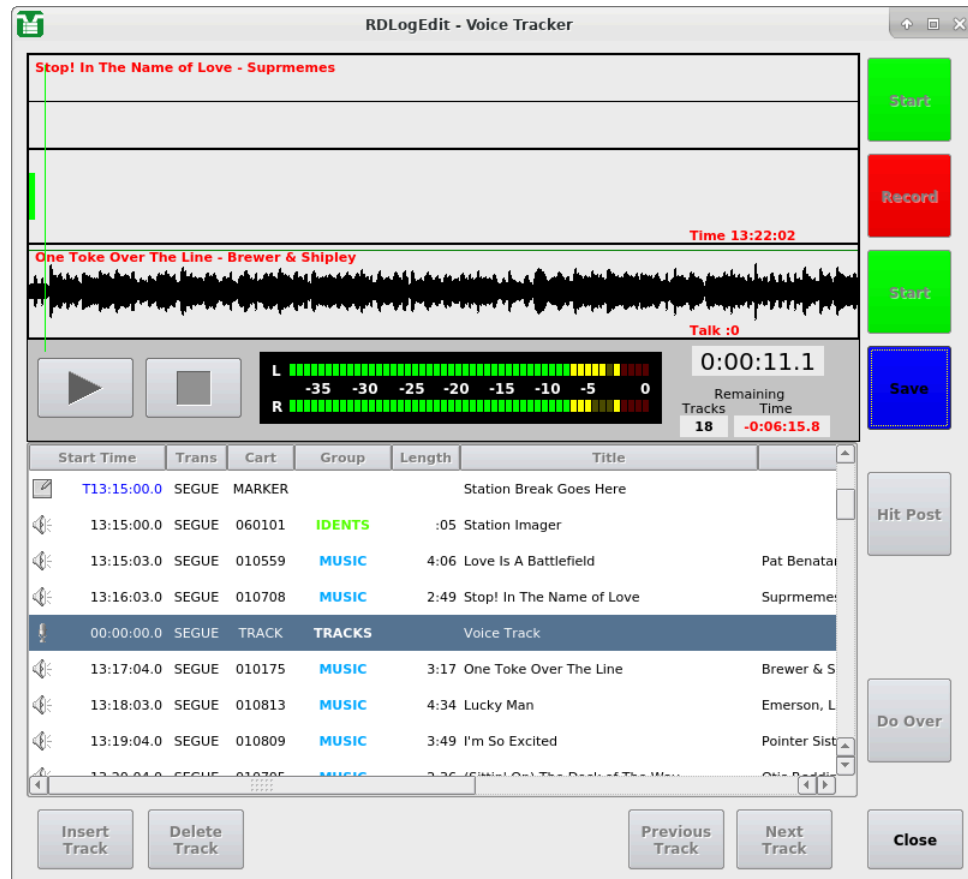 RDLogEdit - Voice Tracker
Stop! In The Name of Love - Suprmemes
Start
Record
Time 13:22:02
One Toke Over The Line - Brewer & Shipley
Start
Talk :0
L
-35 -30 -25 -20 -15 -10 -5 0
R
0:00:11.1
Remaining
Tracks Time
18 -0:06:15.8
Save
Start Time Trans Cart Group Length Title
T13:15:00.0 SEGUE MARKER Station Break Goes Here
13:15:00.0 SEGUE 060101 IDENTS :05 Station Imager
13:15:03.0 SEGUE 010559 MUSIC 4:06 Love Is A Battlefield Pat Benatar
13:16:03.0 SEGUE 010708 MUSIC 2:49 Stop! In The Name of Love Suprmemes
00:00:00.0 SEGUE TRACK TRACKS Voice Track
13:17:04.0 SEGUE 010175 MUSIC 3:17 One Toke Over The Line Brewer & S
13:18:03.0 SEGUE 010813 MUSIC 4:34 Lucky Man Emerson, L
13:19:04.0 SEGUE 010809 MUSIC 3:49 I'm So Excited Pointer Sist
Hit Post
Do Over
Insert
Track
Delete
Track
Previous
Track
Next
Track
Close